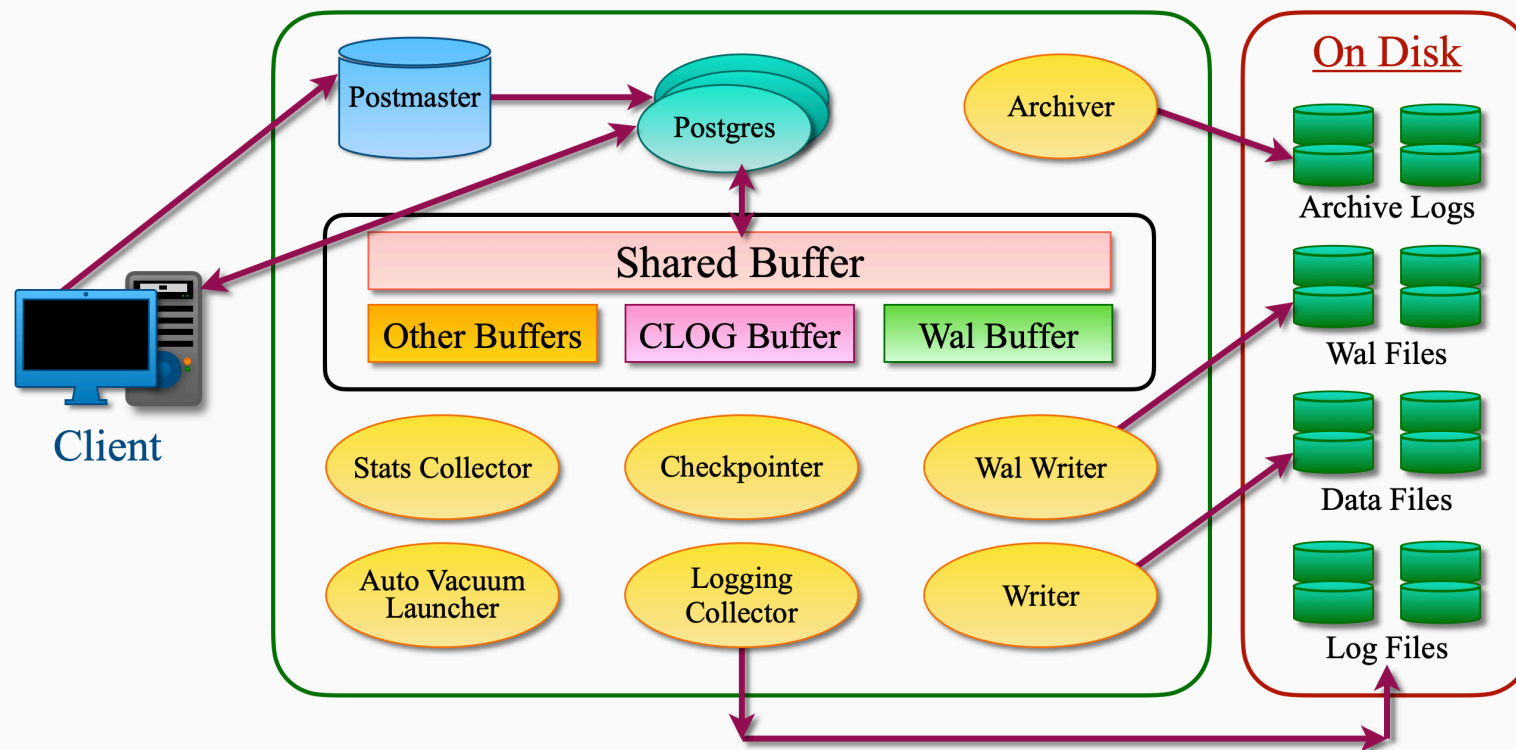 Postmaster
Postgres
Archiver
On Disk
Archive Logs
Shared Buffer
Other Buffers
CLOG Buffer
Wal Buffer
Wal Files
Client
Stats Collector
Checkpointer
Wal Writer
Data Files
Auto Vacuum
Launcher
Logging
Collector
Writer
Log Files